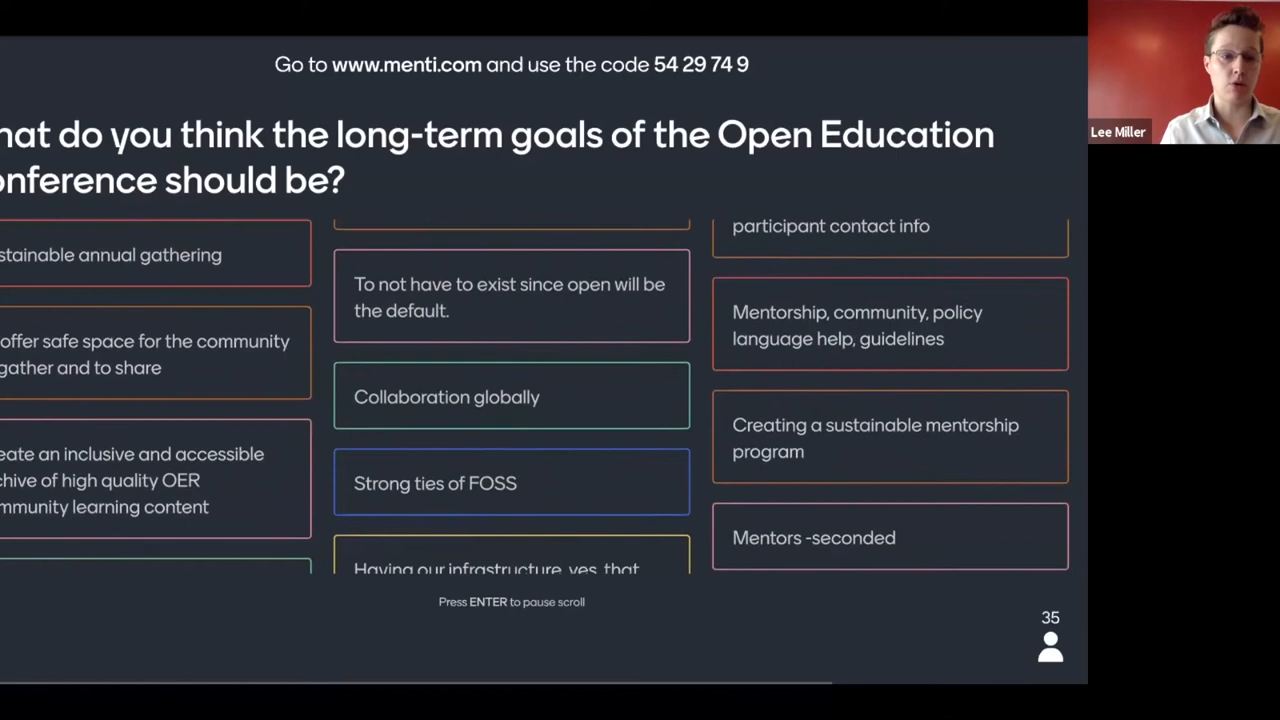 Go to www.menti.com and use the code 54 29 74 9
hat do you think the long-term goals of the Open Education
onference should be?
stainable annual gathering
offer safe space for the community
gather and to share
eate an inclusive and accessible
chive of high quality OER
mmunity learning content
To not have to exist since open will be
the default.
Collaboration globally
Strong ties of FOSS
Having our infrastructure, yes, that
participant contact info
Mentorship, community, policy
language help, guidelines
Creating a sustainable mentorship
program
Mentors -seconded
Press ENTER to pause scroll
35
Lee Miller